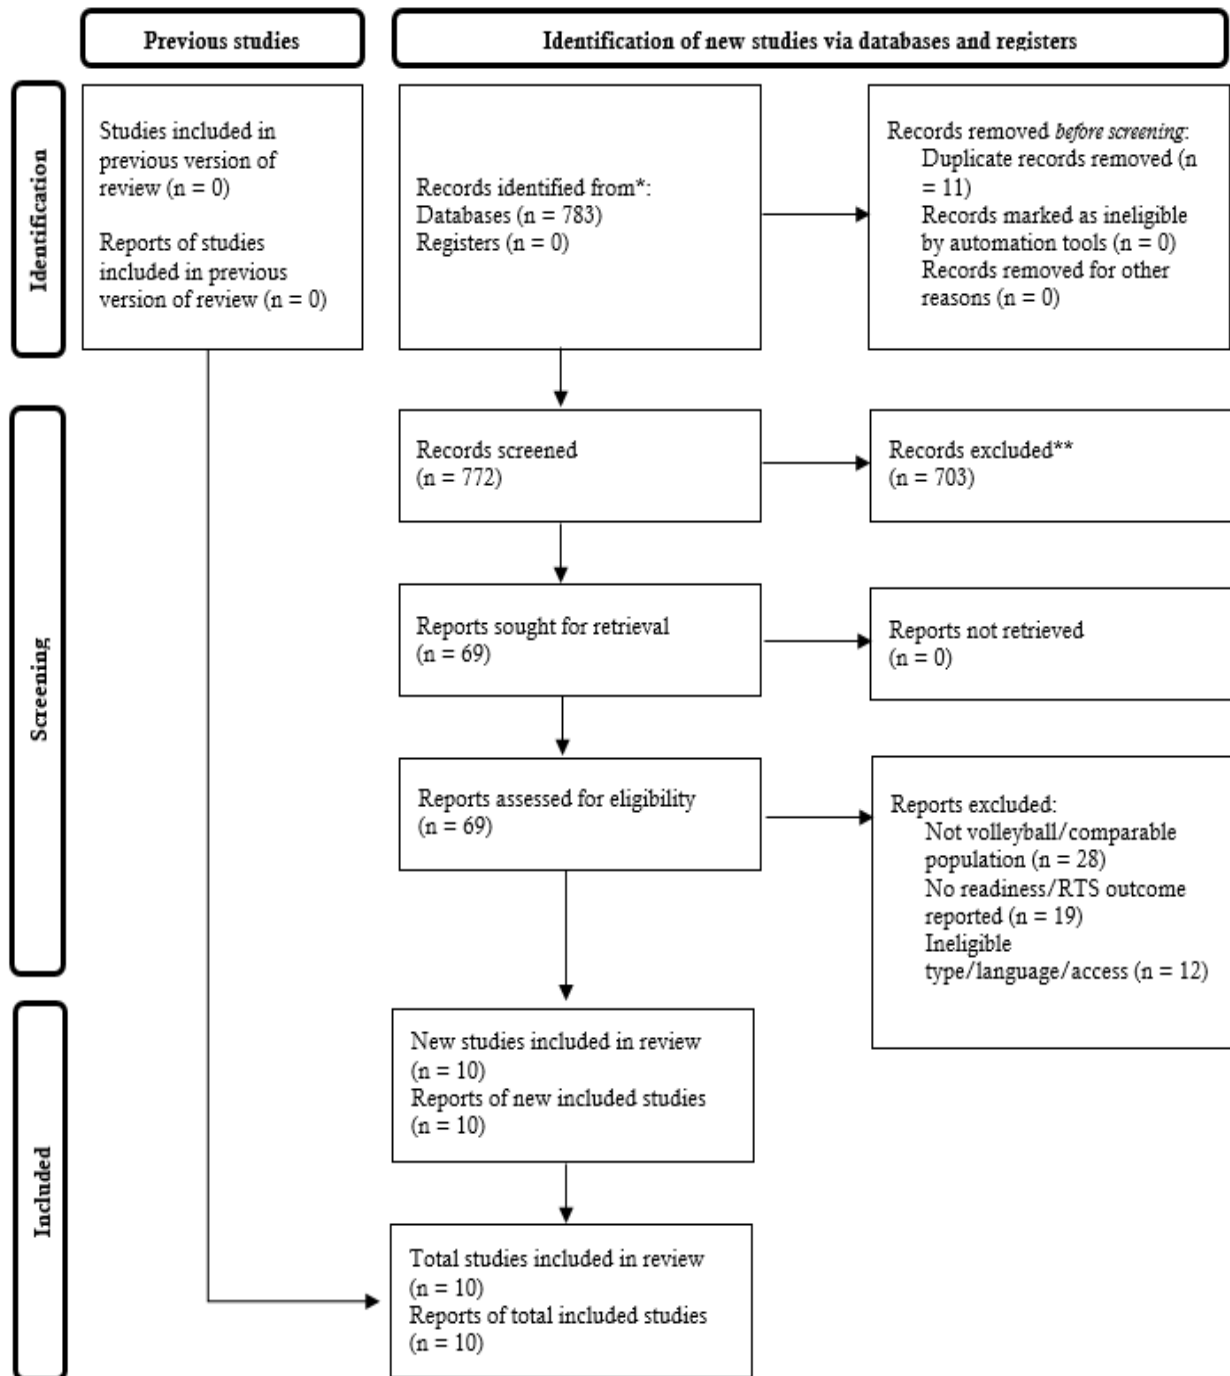 Previous studies
Identification of new studies via databases and registers
Identification
Studies included in
previous version of
review (n = 0)
Reports of studies
included in previous
version of review (n = 0)
Records identified from*:
Databases (n = 783)
Registers (n = 0)
Records removed before screening:
Duplicate records removed (n
= 11)
Records marked as ineligible
by automation tools (n = 0)
Records removed for other
reasons (n = 0)
Screening
Records screened
(n = 772)
Records excluded**
(n = 703)
Reports sought for retrieval
(n = 69)
Reports not retrieved
(n = 0)
Reports assessed for eligibility
(n = 69)
Reports excluded:
Not volleyball/comparable
population (n = 28)
No readiness/RTS outcome
reported (n = 19)
Ineligible
type/language/access (n = 12)
Included
New studies included in review
(n = 10)
Reports of new included studies
(n = 10)
Total studies included in review
(n = 10)
Reports of total included studies
(n = 10)